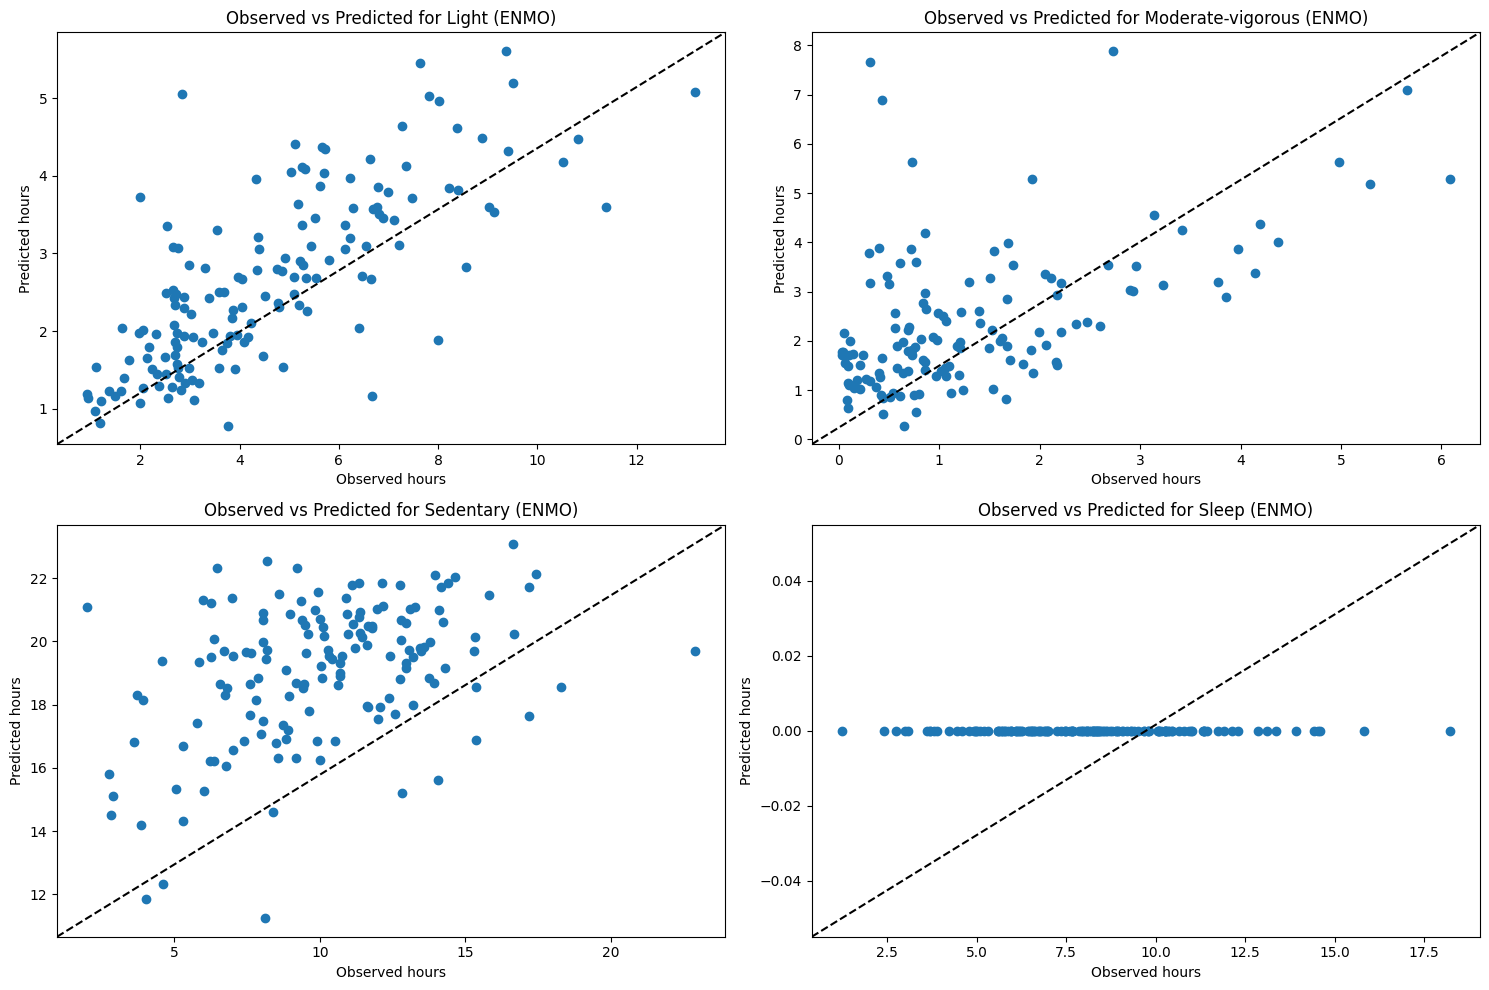 Observed vs Predicted for Light (ENMO)
Predicted hours
5
4
3
2
1
2 4 6 8 10 12
Observed hours
Observed vs Predicted for Moderate-vigorous (ENMO)
Predicted hours
8
7
6
5
4
3
2
1
0
0 1 2 3 4 5 6
Observed hours
Observed vs Predicted for Sedentary (ENMO)
Predicted hours
22
20
18
16
14
12
5 10 15 20
Observed hours
Observed vs Predicted for Sleep (ENMO)
Predicted hours
0.04
0.02
0.00
−0.02
−0.04
2.5 5.0 7.5 10.0 12.5 15.0 17.5
Observed hours